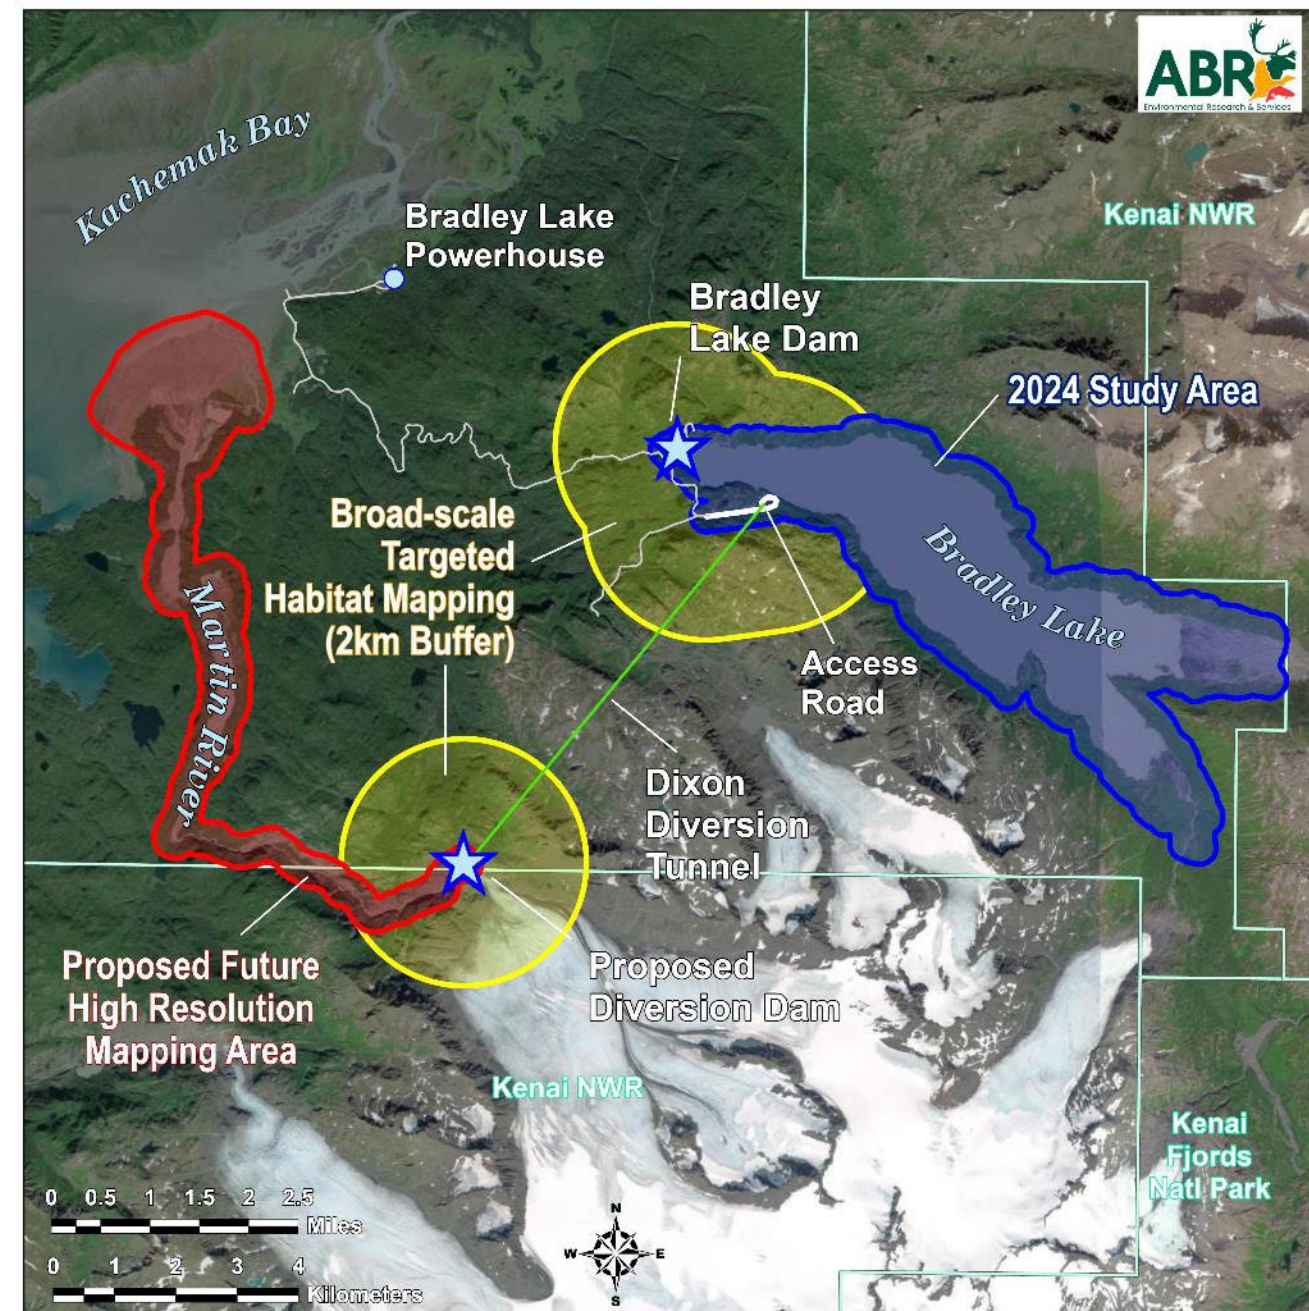 ABR
Environmental Research & Services
Kachemak Bay
Kenai NWR
Bradley Lake
Powerhouse
Bradley
Lake Dam
2024 Study Area
Broad-scale
Targeted
Habitat Mapping
(2km Buffer)
Bradley Lake
Martin River
Access
Road
Dixon
Diversion
Tunnel
Proposed Future
High Resolution
Mapping Area
Proposed
Diversion Dam
Kenai NWR
Kenai
Fjords
Natl Park
0 0.5 1 1.5 2 2.5
Miles
0 1 2 3 4
Kilometers
N
W E
S